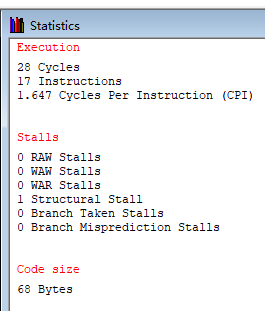 Statistics
Execution
28 Cycles
17 Instructions
1.647 Cycles Per Instruction (CPI)
Stalls
0 RAW Stalls
0 WAW Stalls
0 WAR Stalls
1 Structural Stall
0 Branch Taken Stalls
0 Branch Misprediction Stalls
Code size
68 Bytes